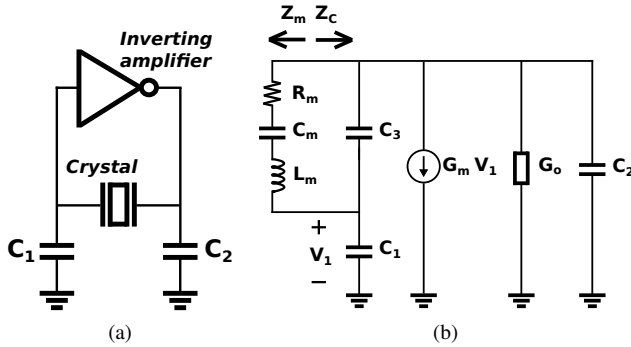 Inverting
amplifier
Crystal
C1
C2
(a)
Zm Zc
Rm
Cm
Lm
C3
Gm V1
Go
C2
+
V1
−
C1
(b)